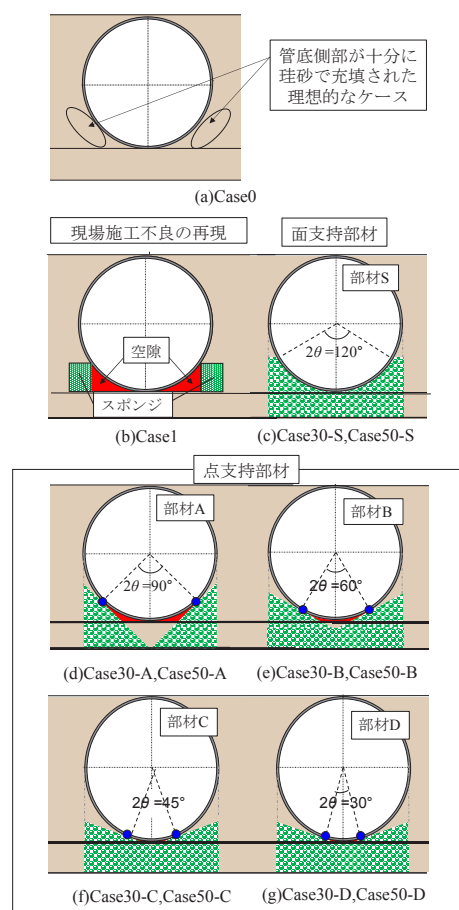 管底側部が十分に
珪砂で充填された
理想的なケース
(a)Case0
現場施工不良の再現
面支持部材
部材S
2θ =120°
空隙
スポンジ
(b)Case1
(c)Case30-S,Case50-S
点支持部材
部材A
2θ =90°
部材B
2θ =60°
(d)Case30-A,Case50-A
(e)Case30-B,Case50-B
部材C
2θ =45°
部材D
2θ =30°
(f)Case30-C,Case50-C
(g)Case30-D,Case50-D